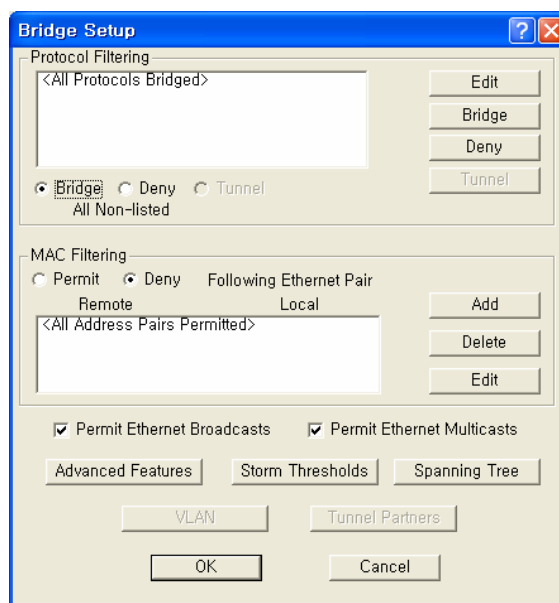 Bridge Setup
Protocol Filtering
<All Protocols Bridged>
Edit
Bridge
Deny
Tunnel
Bridge Deny Tunnel
All Non-listed
MAC Filtering
Permit Deny Following Ethernet Pair
Remote Local
<All Address Pairs Permitted>
Add
Delete
Edit
Permit Ethernet Broadcasts Permit Ethernet Multicasts
Advanced Features Storm Thresholds Spanning Tree
VLAN Tunnel Partners
OK Cancel